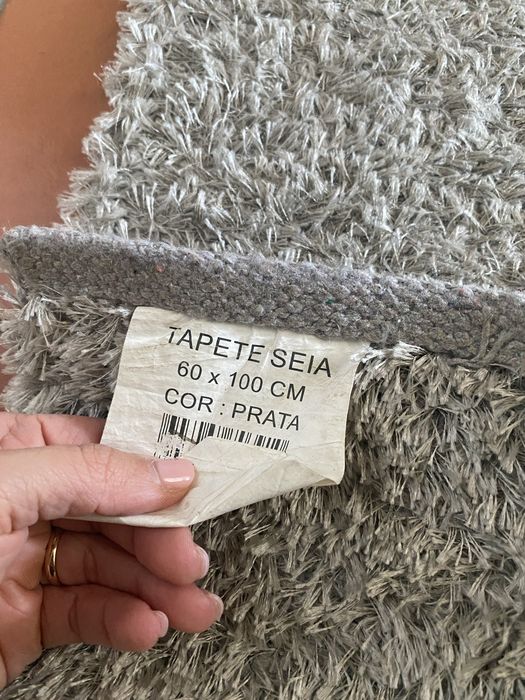 TAPETE SEIA
60 x 100 CM
COR : PRATA